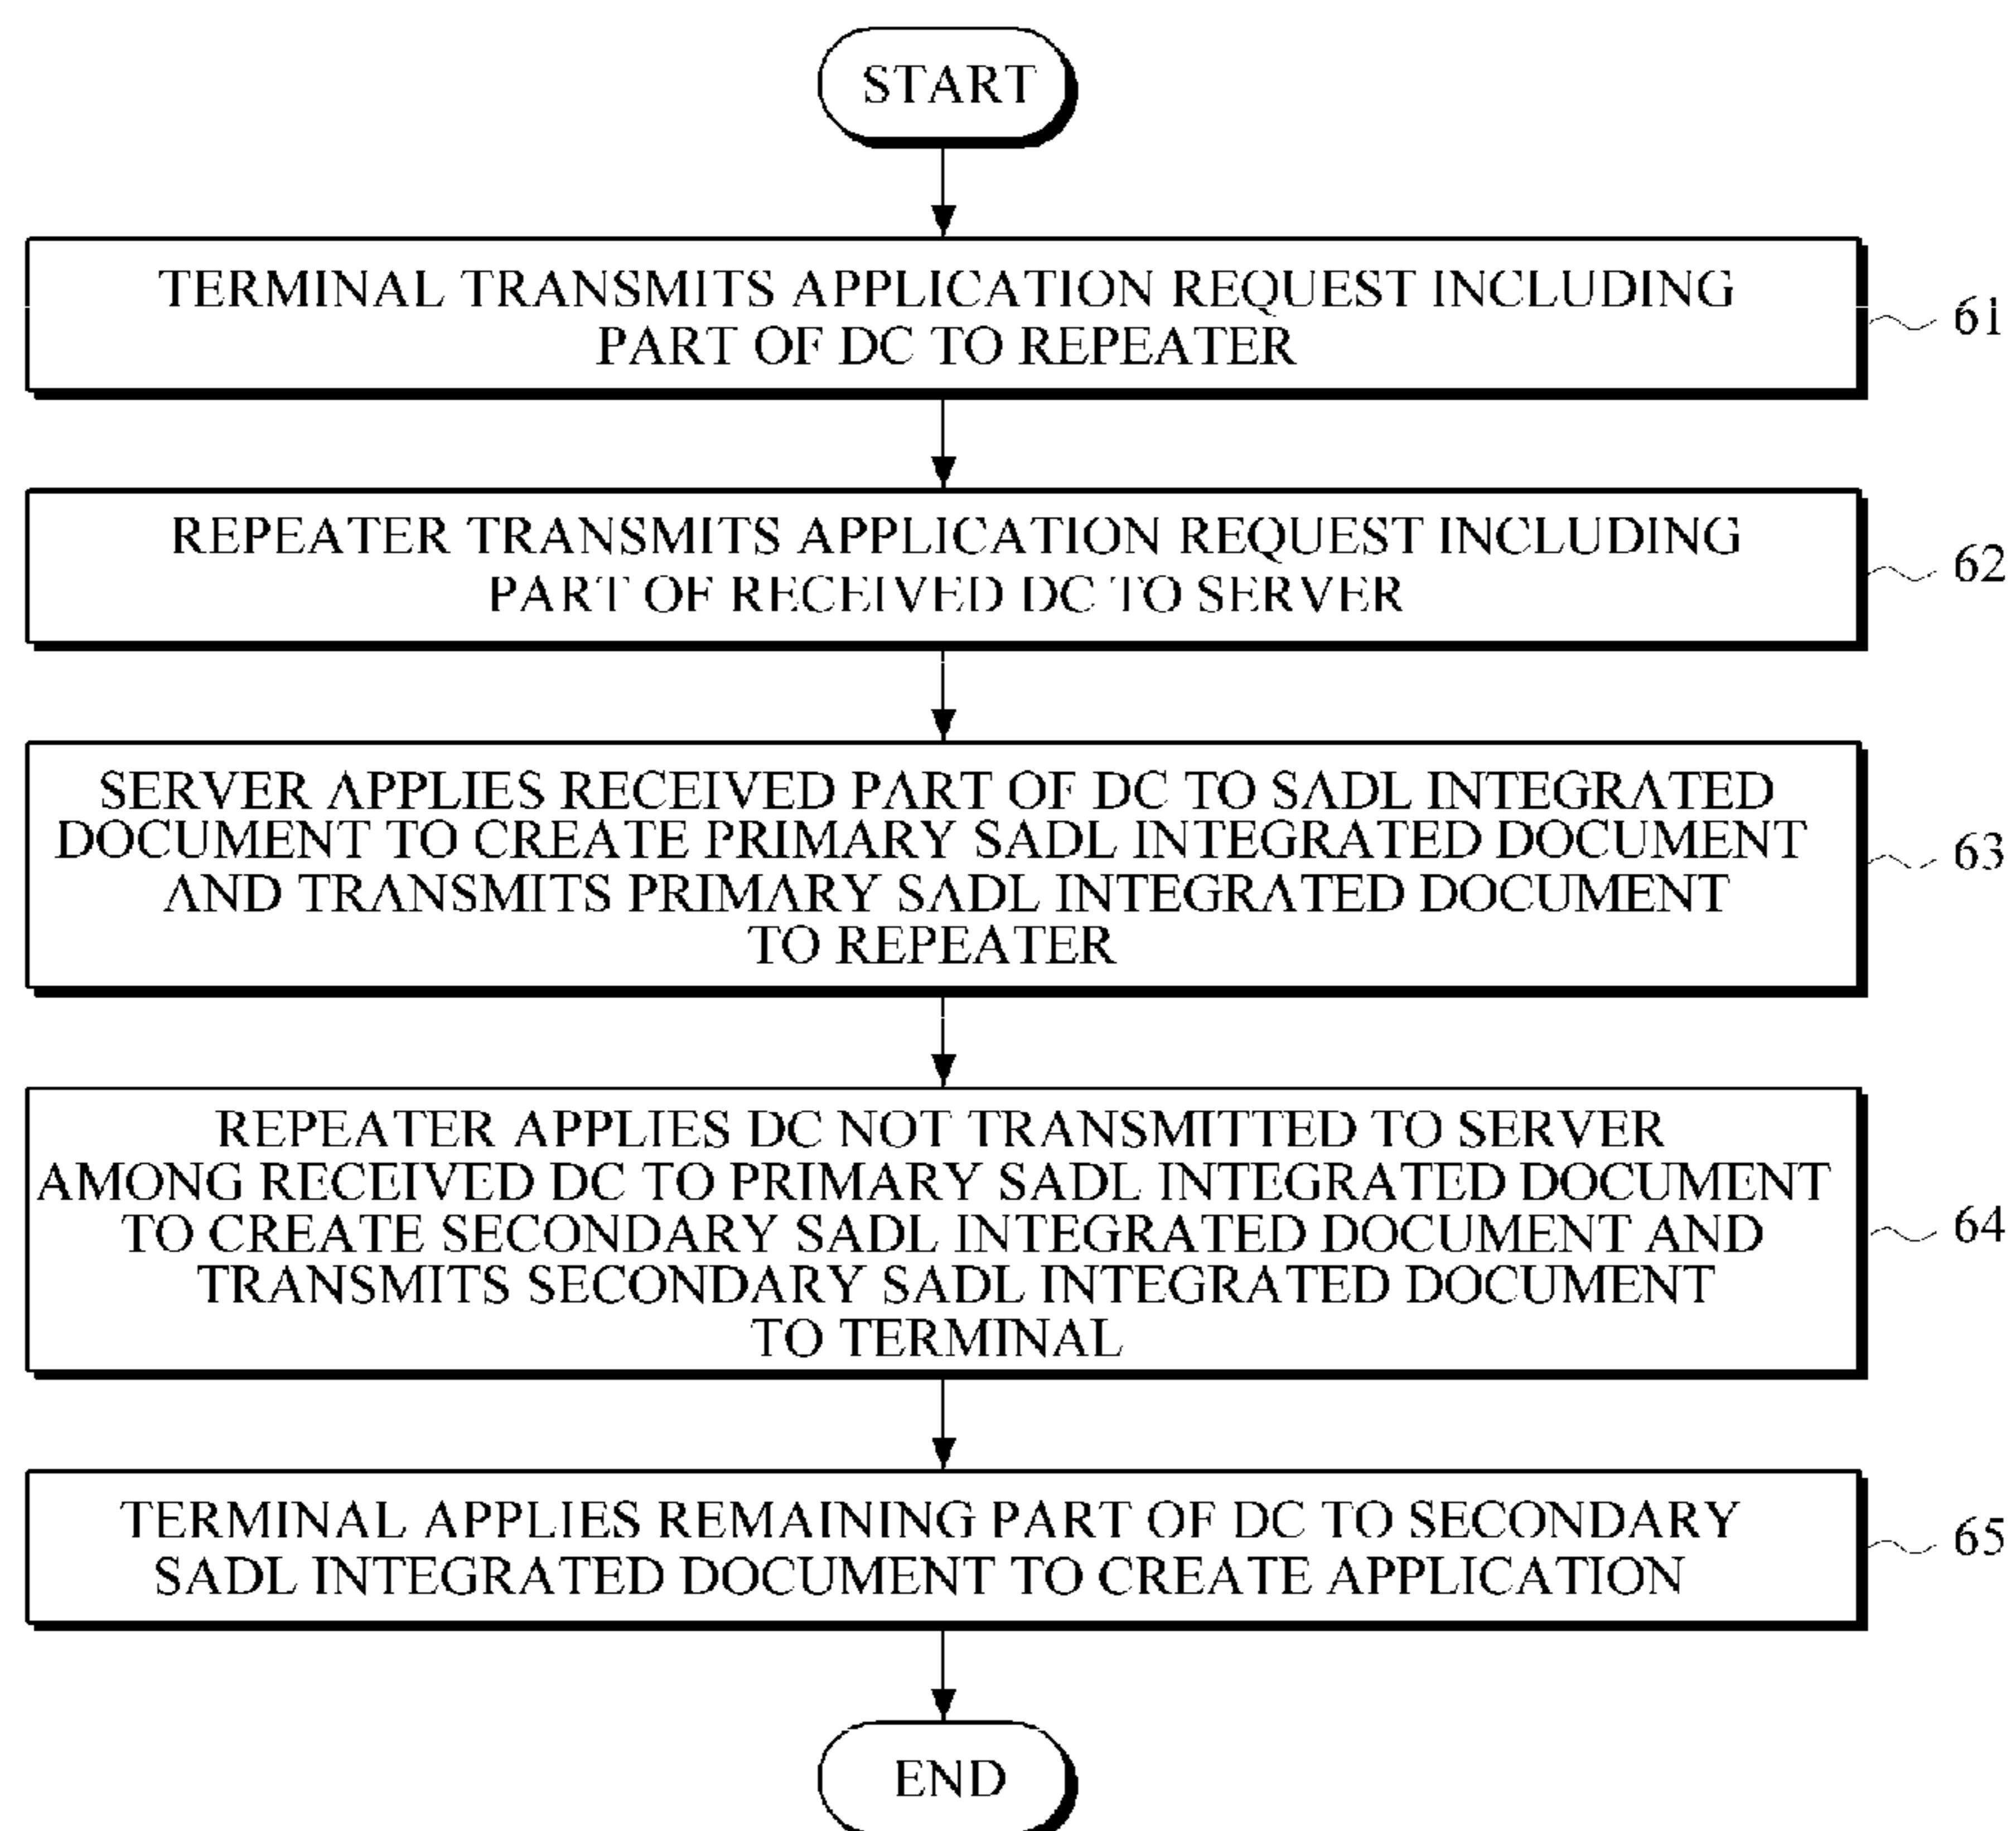 START
TERMINAL TRANSMITS APPLICATION REQUEST INCLUDING
PART OF DC TO REPEATER
61
REPEATER TRANSMITS APPLICATION REQUEST INCLUDING
PART OF RECEIVED DC TO SERVER
62
SERVER APPLIES RECEIVED PART OF DC TO SADL INTEGRATED
DOCUMENT TO CREATE PRIMARY SADL INTEGRATED DOCUMENT
AND TRANSMITS PRIMARY SADL INTEGRATED DOCUMENT
TO REPEATER
63
REPEATER APPLIES DC NOT TRANSMITTED TO SERVER
AMONG RECEIVED DC TO PRIMARY SADL INTEGRATED DOCUMENT
TO CREATE SECONDARY SADL INTEGRATED DOCUMENT AND
TRANSMITS SECONDARY SADL INTEGRATED DOCUMENT
TO TERMINAL
64
TERMINAL APPLIES REMAINING PART OF DC TO SECONDARY
SADL INTEGRATED DOCUMENT TO CREATE APPLICATION
65
END